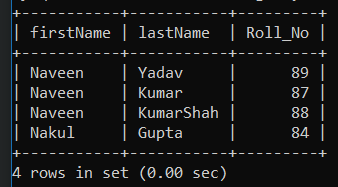 +-----------+-----------+---------+
| firstName | lastName  | Roll_No |
+-----------+-----------+---------+
| Naveen    | Yadav     |      89 |
| Naveen    | Kumar     |      87 |
| Naveen    | KumarShah |      88 |
| Nakul     | Gupta     |      84 |
+-----------+-----------+---------+
4 rows in set (0.00 sec)